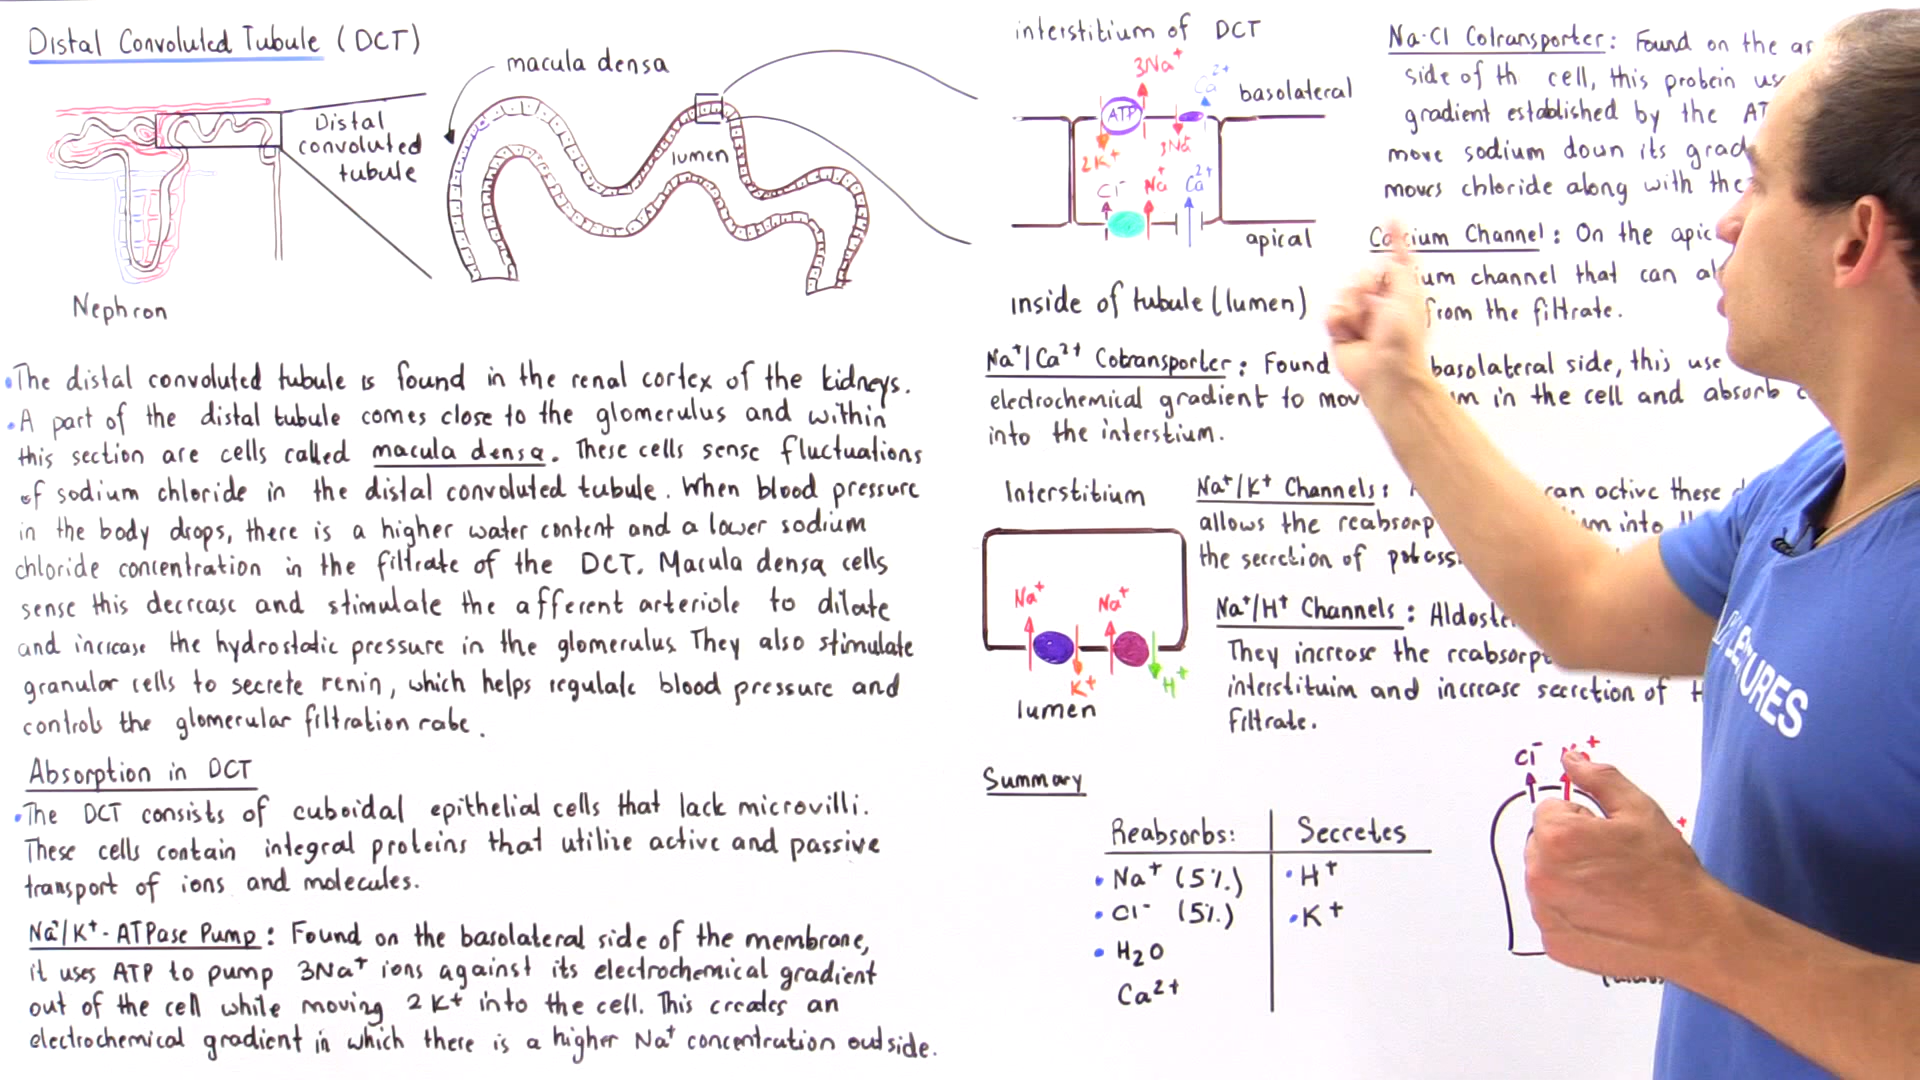 Distal Convoluted Tubule (DCT)
macula densa
Distal
convoluted
tubule
lumen
Nephron
• The distal convoluted tubule is found in the renal cortex of the kidneys.
• A part of the distal tubule comes close to the glomerulus and within
this section are cells called macula densa. These cells sense fluctuations
of sodium chloride in the distal convoluted tubule. When blood pressure
in the body drops, there is a higher water content and a lower sodium
chloride concentration in the filtrate of the DCT. Macula densa cells
sense this decrease and stimulate the afferent arteriole to dilate
and increase the hydrostatic pressure in the glomerulus. They also stimulate
granular cells to secrete renin, which helps regulate blood pressure and
controls the glomerular filtration rate.
Absorption in DCT
• The DCT consists of cuboidal epithelial cells that lack microvilli.
These cells contain integral proteins that utilize active and passive
transport of ions and molecules.
Na+/K+-ATPase Pump: Found on the basolateral side of the membrane,
it uses ATP to pump 3Na+ ions against its electrochemical gradient
out of the cell while moving 2K+ into the cell. This creates an
electrochemical gradient in which there is a higher Na+ concentration outside.
interstitium of DCT
3Na+ Ca2+
basolateral
ATP
2K+ 3Na+
Cl- Na+ Ca2+
apical
inside of tubule (lumen)
Na·Cl Cotransporter: Found on the
side of th cell, this protein
gradient established by the
move sodium down its
moves chloride along with the
Calcium Channel: On the
channel that can
from the filtrate.
Na+/Ca2+ Cotransporter: Found basolateral side, this use
electrochemical gradient to in the cell and absorb
into the interstium.
Interstitium
Na+
Na+
K+
H+
lumen
Na+/K+ Channels: can active these
allows the into
the secretion of
Na+/H+ Channels:
They increase the
interstituim and increase secretion of
filtrate.
Summary
Reabsorbs: Secretes
• Na+ (5%) • H+
• Cl- (5%) • K+
• H2O
Ca2+
Cl-